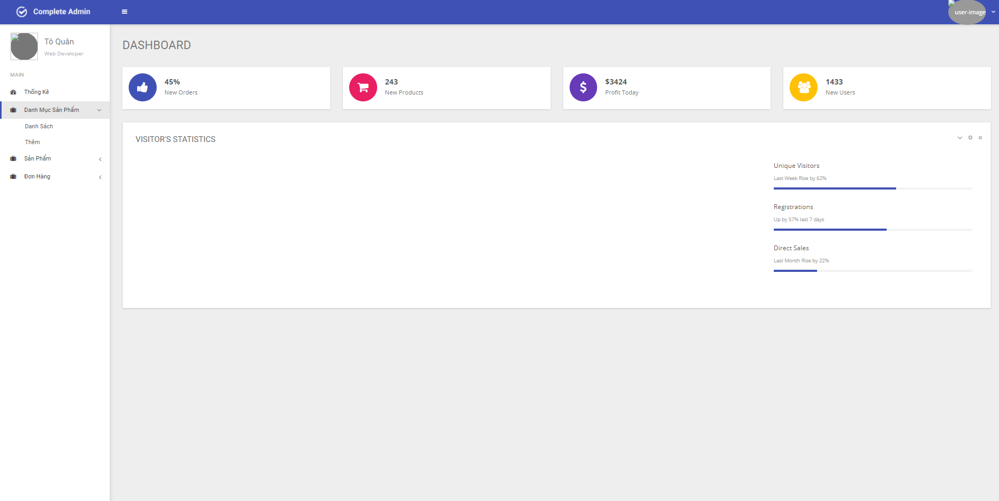 Complete Admin
user-image
Tô Quân
Web Developer
MAIN
Thống Kê
Danh Mục Sản Phẩm
Danh Sách
Thêm
Sản Phẩm
Đơn Hàng
DASHBOARD
45%
New Orders
243
New Products
$3424
Profit Today
1433
New Users
VISITOR'S STATISTICS
Unique Visitors
Last Week Rise by 62%
Registrations
Up by 57% last 7 days
Direct Sales
Last Month Rise by 22%